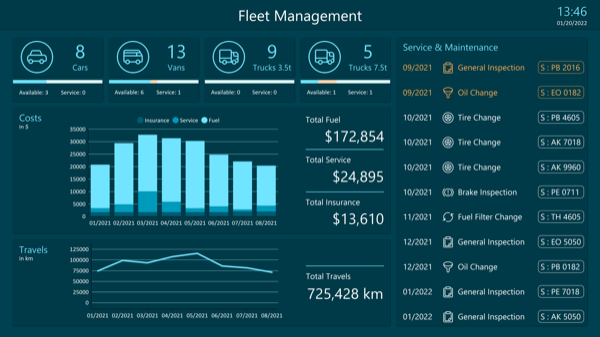 Fleet Management
13:46
01/20/2022
8
Cars
Available: 3 Service: 0
13
Vans
Available: 6 Service: 1
9
Trucks 3.5t
Available: 0 Service: 0
5
Trucks 7.5t
Available: 1 Service: 1
Costs
in $
Insurance Service Fuel
35000
30000
25000
20000
15000
10000
5000
0
01/2021 02/2021 03/2021 04/2021 05/2021 06/2021 07/2021 08/2021
Total Fuel
$172,854
Total Service
$24,895
Total Insurance
$13,610
Travels
in km
125000
100000
75000
50000
25000
0
01/2021 02/2021 03/2021 04/2021 05/2021 06/2021 07/2021 08/2021
Total Travels
725,428 km
Service & Maintenance
09/2021 General Inspection S : PB 2016
09/2021 Oil Change S : EO 0182
10/2021 Tire Change S : PB 4605
10/2021 Tire Change S : AK 7018
10/2021 Tire Change S : AK 9960
10/2021 Brake Inspection S : PE 0711
11/2021 Fuel Filter Change S : TH 4605
12/2021 General Inspection S : EO 5050
12/2021 Oil Change S : PB 0182
01/2022 General Inspection S : PE 7018
01/2022 General Inspection S : AK 5050